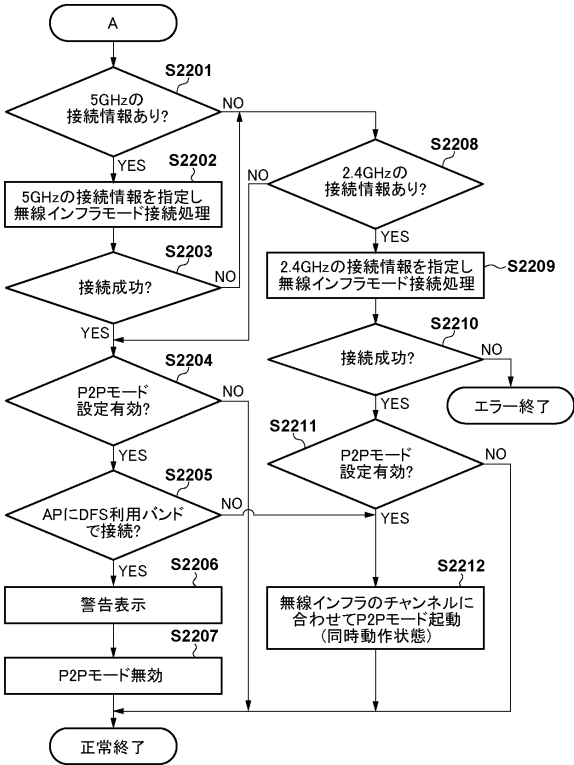 A
S2201
5GHzの
接続情報あり?
NO
YES
S2202
5GHzの接続情報を指定し
無線インフラモード接続処理
S2203
接続成功?
NO
YES
S2204
P2Pモード
設定有効?
NO
YES
S2205
APにDFS利用バンド
で接続?
NO
YES
S2206
警告表示
S2207
P2Pモード無効
正常終了
S2208
2.4GHzの
接続情報あり?
NO
YES
S2209
2.4GHzの接続情報を指定し
無線インフラモード接続処理
S2210
接続成功?
NO
YES
エラー終了
S2211
P2Pモード
設定有効?
NO
YES
S2212
無線インフラのチャンネルに
合わせてP2Pモード起動
(同時動作状態)